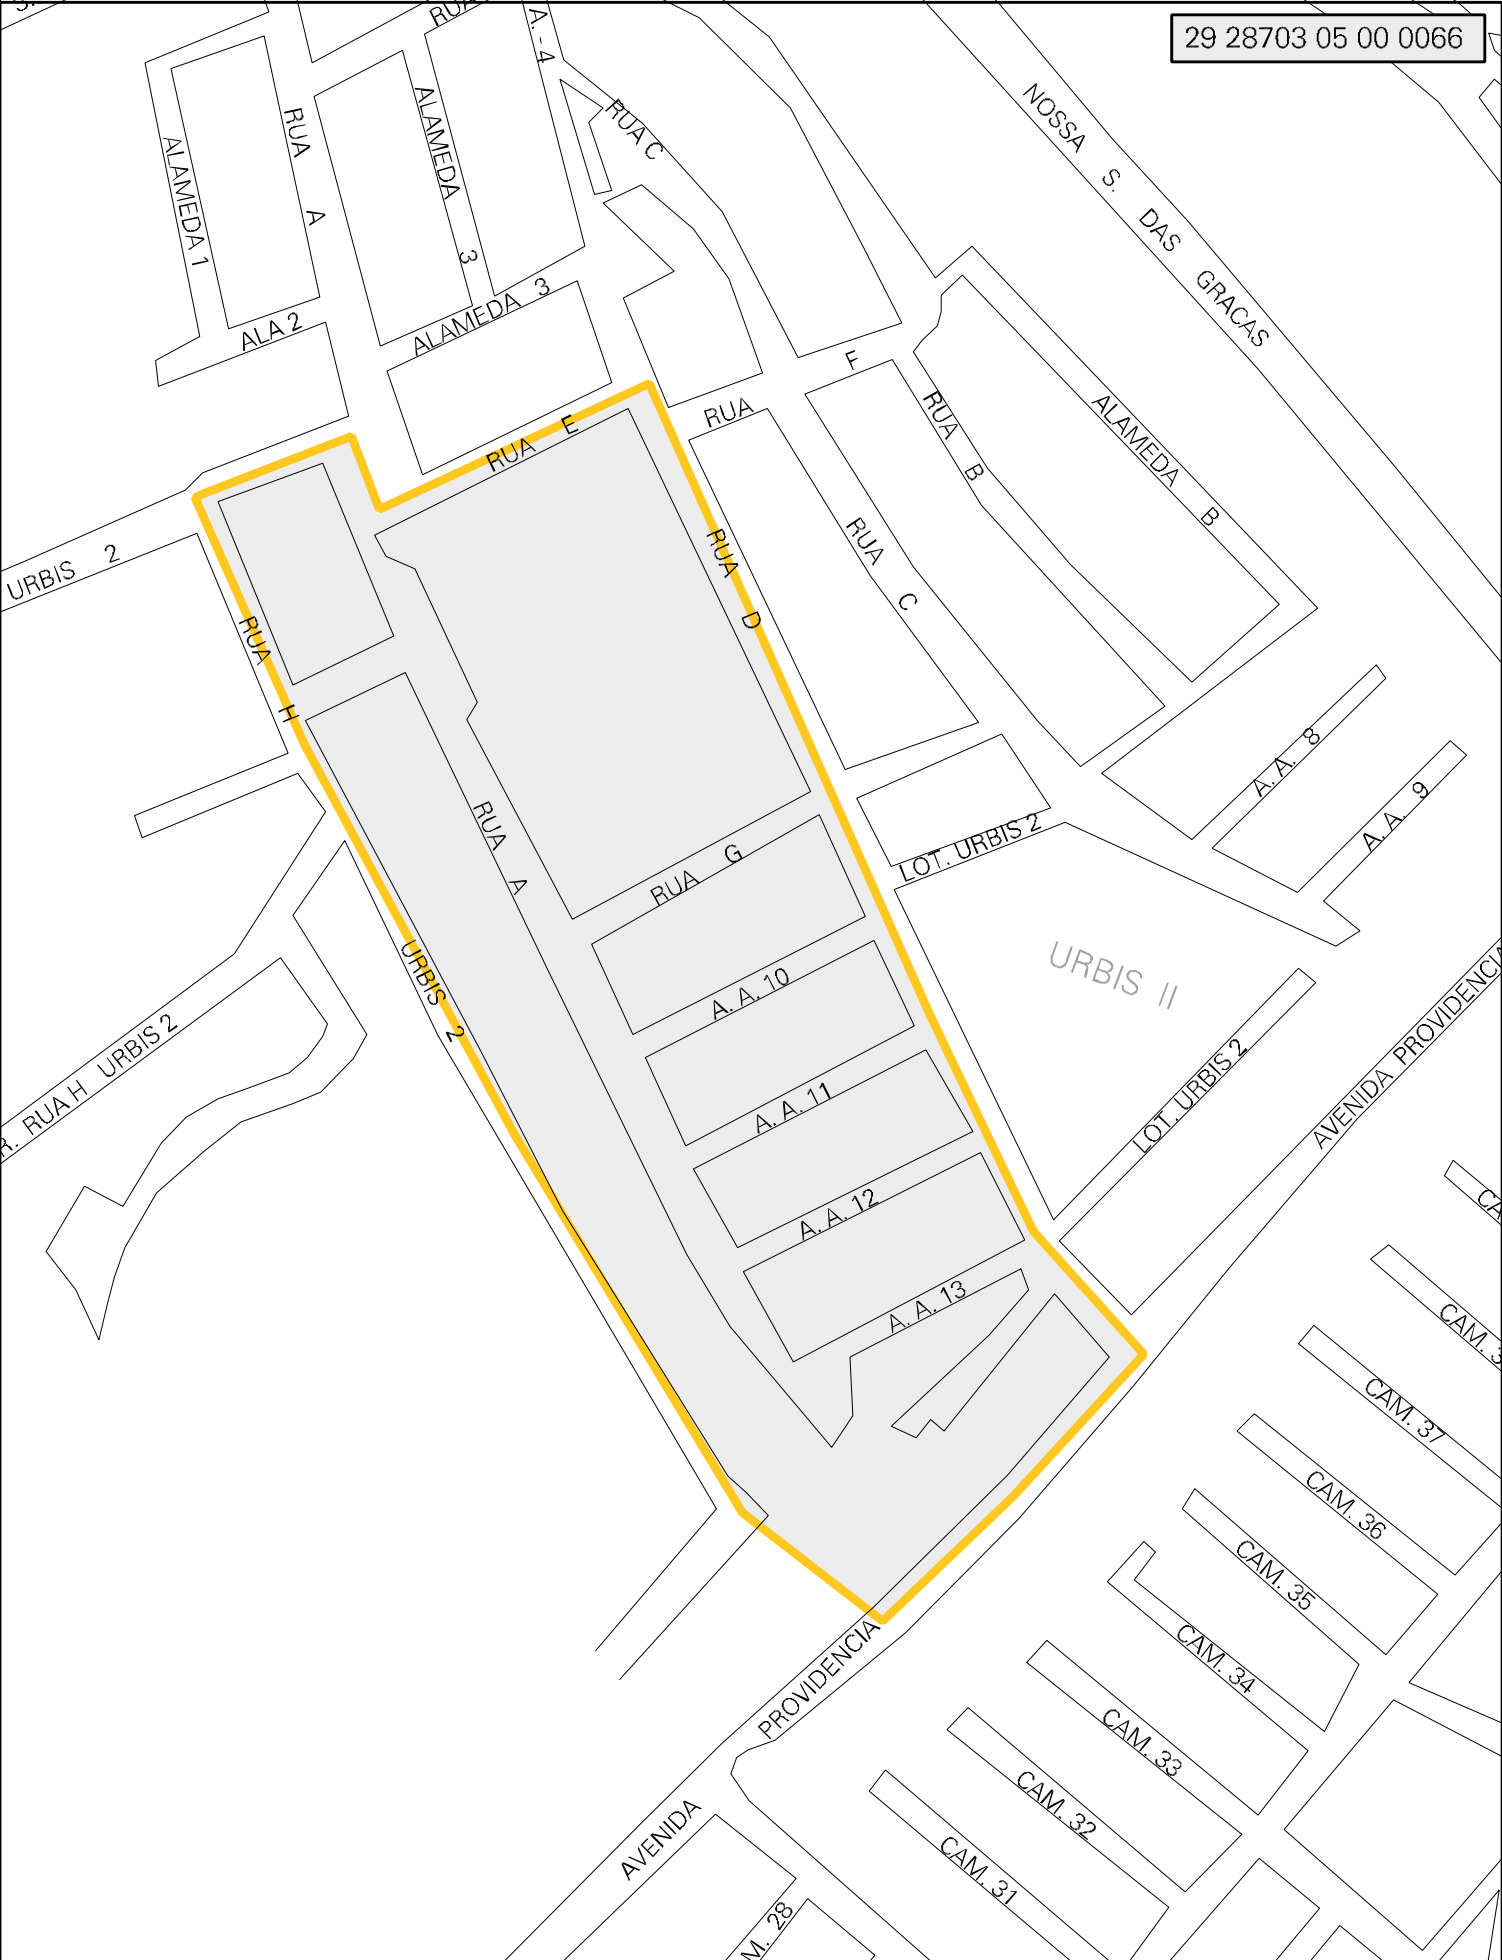 29 28703 05 00 0066
RUA
A.-4
ALAMEDA 1
RUA A
ALAMEDA 3
RUA C
NOSSA S. DAS GRACAS
ALA 2
ALAMEDA 3
F
RUA
RUA E
RUA B
ALAMEDA B
URBIS 2
RUA D
RUA C
RUA H
A. A. 8
A. A. 9
RUA A
RUA G
LOT. URBIS 2
URBIS II
URBIS 2
A. A. 10
R. RUA H URBIS 2
A. A. 11
LOT. URBIS 2
AVENIDA PROVIDENCIA
A. A. 12
A. A. 13
CAM. 37
CAM. 36
CAM. 35
CAM. 34
CAM. 33
CAM. 32
CAM. 31
AVENIDA PROVIDENCIA
M. 28